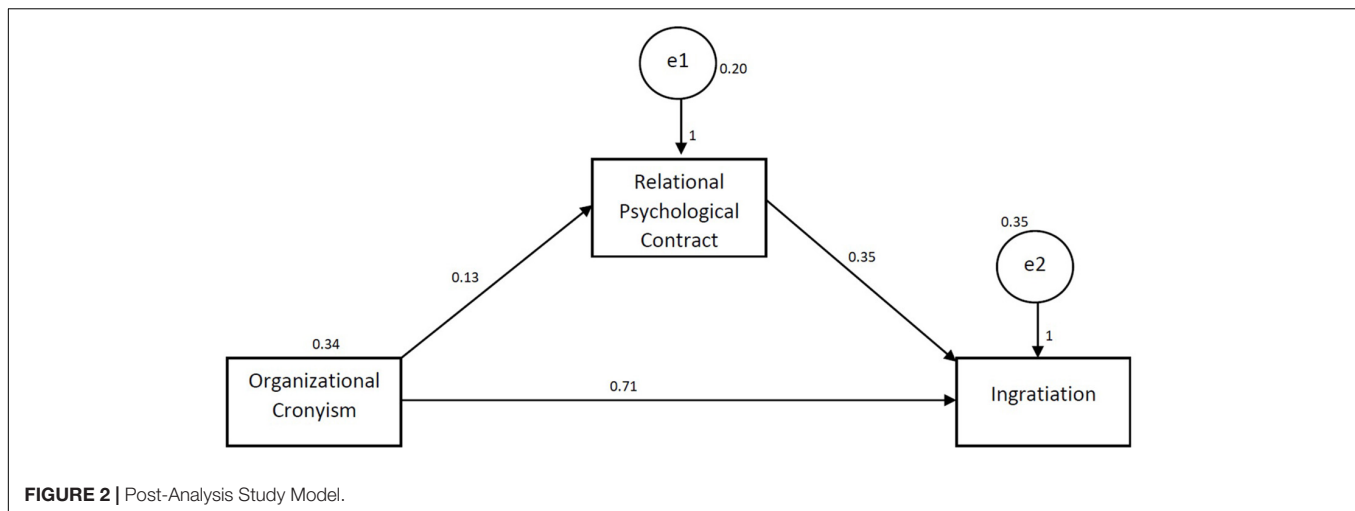 e1
0.20
1
Relational
Psychological
Contract
0.35
e2
0.13
0.35
1
0.34
Organizational
Cronyism
0.71
Ingratiation
FIGURE 2 | Post-Analysis Study Model.